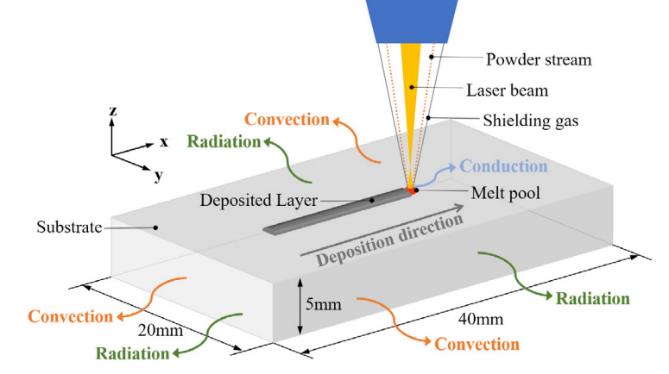 Powder stream
Laser beam
Shielding gas
z
x
y
Convection
Radiation
Conduction
Deposited Layer
Melt pool
Substrate
Deposition direction
5mm
Radiation
Convection
20mm
40mm
Convection
Radiation